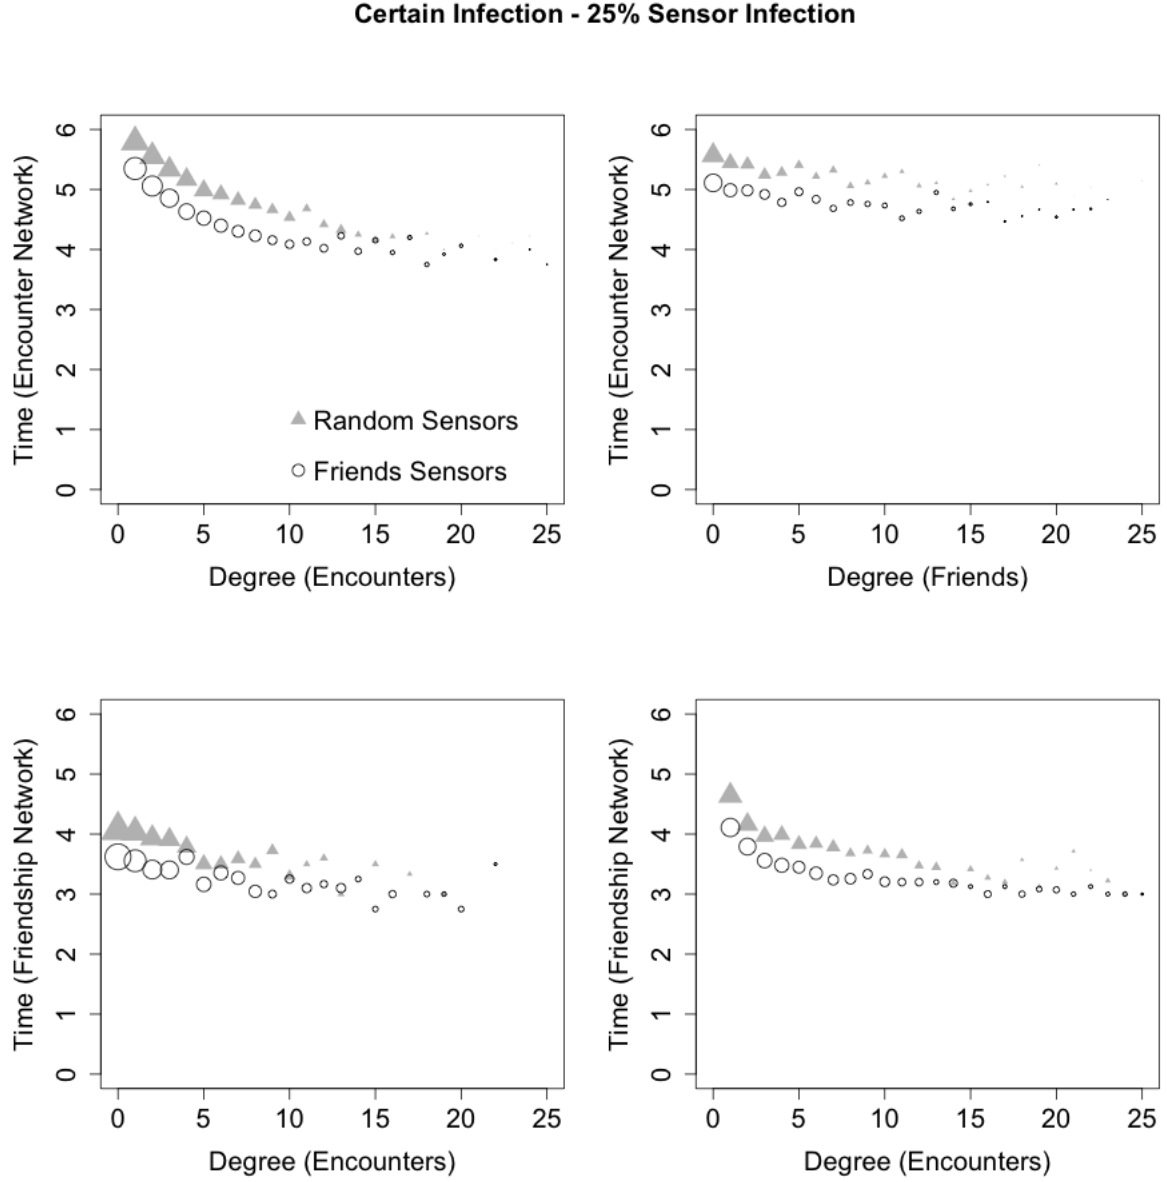 Certain Infection - 25% Sensor Infection
Time (Encounter Network)
0 1 2 3 4 5 6
Random Sensors
Friends Sensors
0 5 10 15 20 25
Degree (Encounters)
Time (Encounter Network)
0 1 2 3 4 5 6
0 5 10 15 20 25
Degree (Friends)
Time (Friendship Network)
0 1 2 3 4 5 6
0 5 10 15 20 25
Degree (Encounters)
Time (Friendship Network)
0 1 2 3 4 5 6
0 5 10 15 20 25
Degree (Encounters)